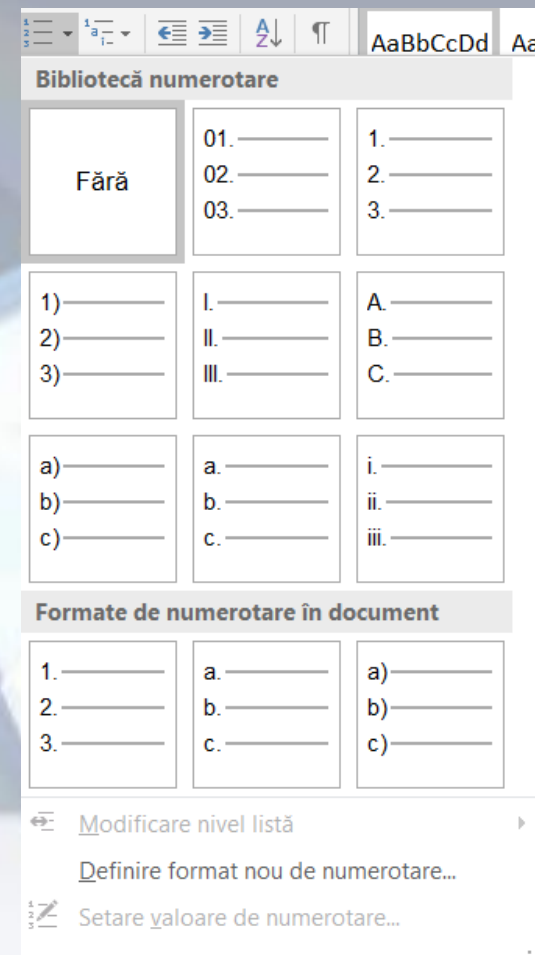 AaBbCcDd Aa
Bibliotecă numerotare
Fără
01.
02.
03.
1.
2.
3.
1)
2)
3)
I.
II.
III.
A.
B.
C.
a)
b)
c)
a.
b.
c.
i.
ii.
iii.
Formate de numerotare în document
1.
2.
3.
a.
b.
c.
a)
b)
c)
Modificare nivel listă
Definire format nou de numerotare...
Setare valoare de numerotare...